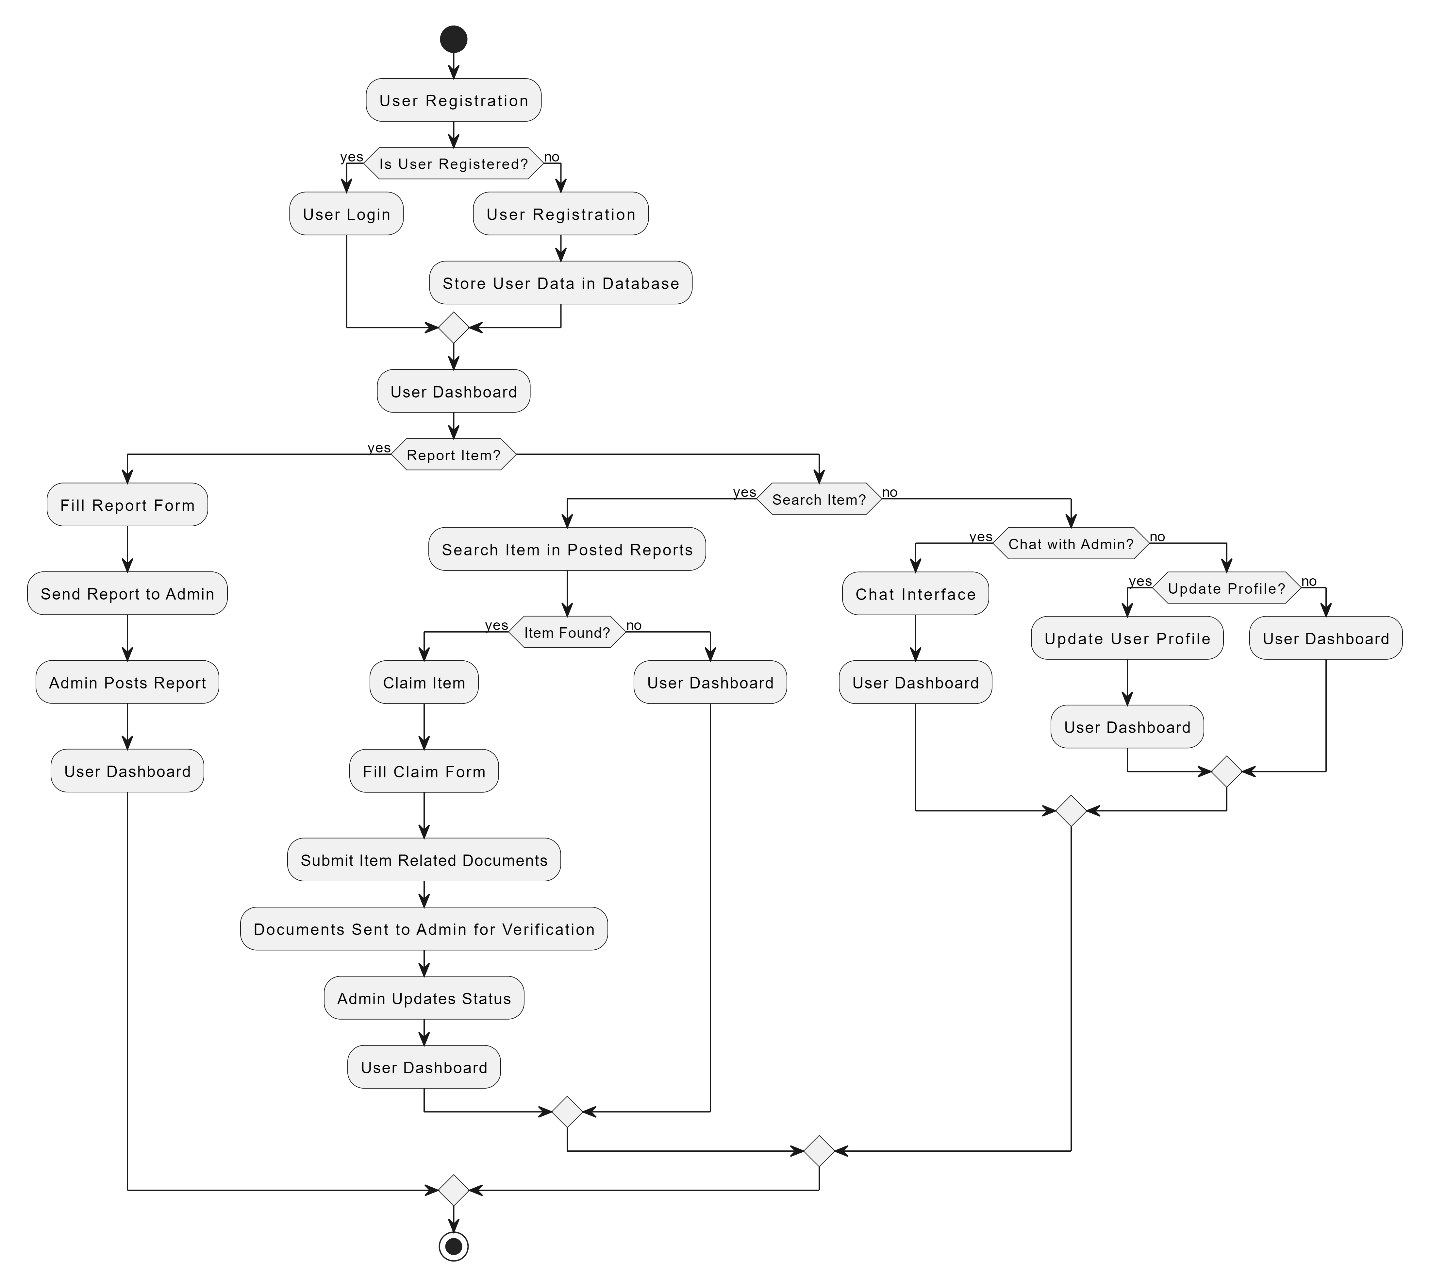 User Registration
yes
Is User Registered?
no
User Login
User Registration
Store User Data in Database
User Dashboard
yes
Report Item?
Fill Report Form
Send Report to Admin
Admin Posts Report
User Dashboard
yes
Search Item?
no
Search Item in Posted Reports
yes
Item Found?
no
Claim Item
Fill Claim Form
Submit Item Related Documents
Documents Sent to Admin for Verification
Admin Updates Status
User Dashboard
User Dashboard
yes
Chat with Admin?
no
Chat Interface
User Dashboard
yes
Update Profile?
no
Update User Profile
User Dashboard
User Dashboard